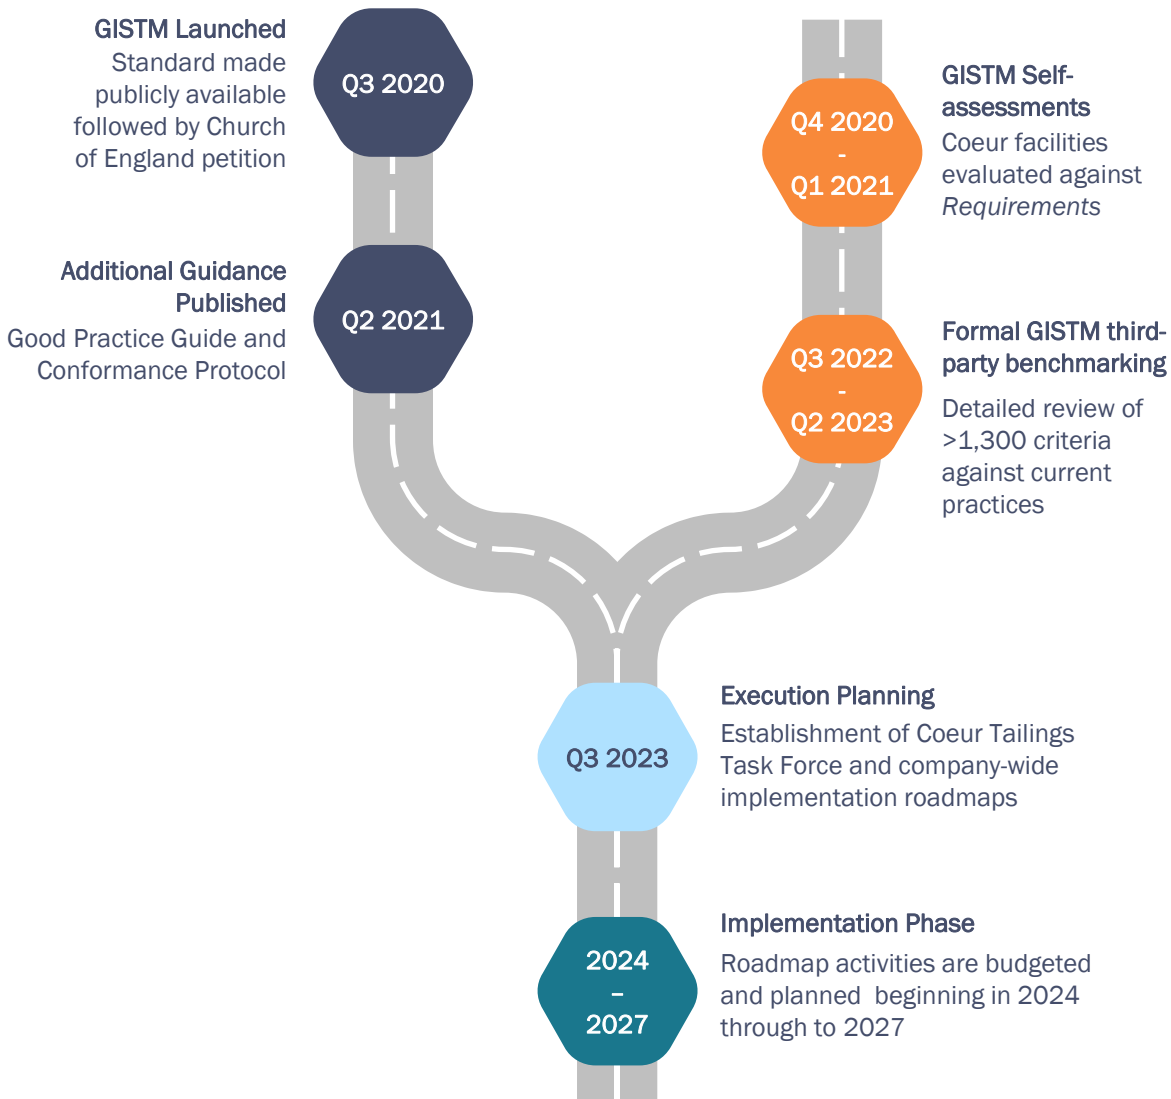 GISTM Launched
Standard made
publicly available
followed by Church
of England petition
Q3 2020
Additional Guidance
Published
Good Practice Guide and
Conformance Protocol
Q2 2021
Q4 2020
-
Q1 2021
GISTM Self-
assessments
Coeur facilities
evaluated against
Requirements
Q3 2022
-
Q2 2023
Formal GISTM third-
party benchmarking
Detailed review of
>1,300 criteria
against current
practices
Q3 2023
Execution Planning
Establishment of Coeur Tailings
Task Force and company-wide
implementation roadmaps
2024
–
2027
Implementation Phase
Roadmap activities are budgeted
and planned  beginning in 2024
through to 2027